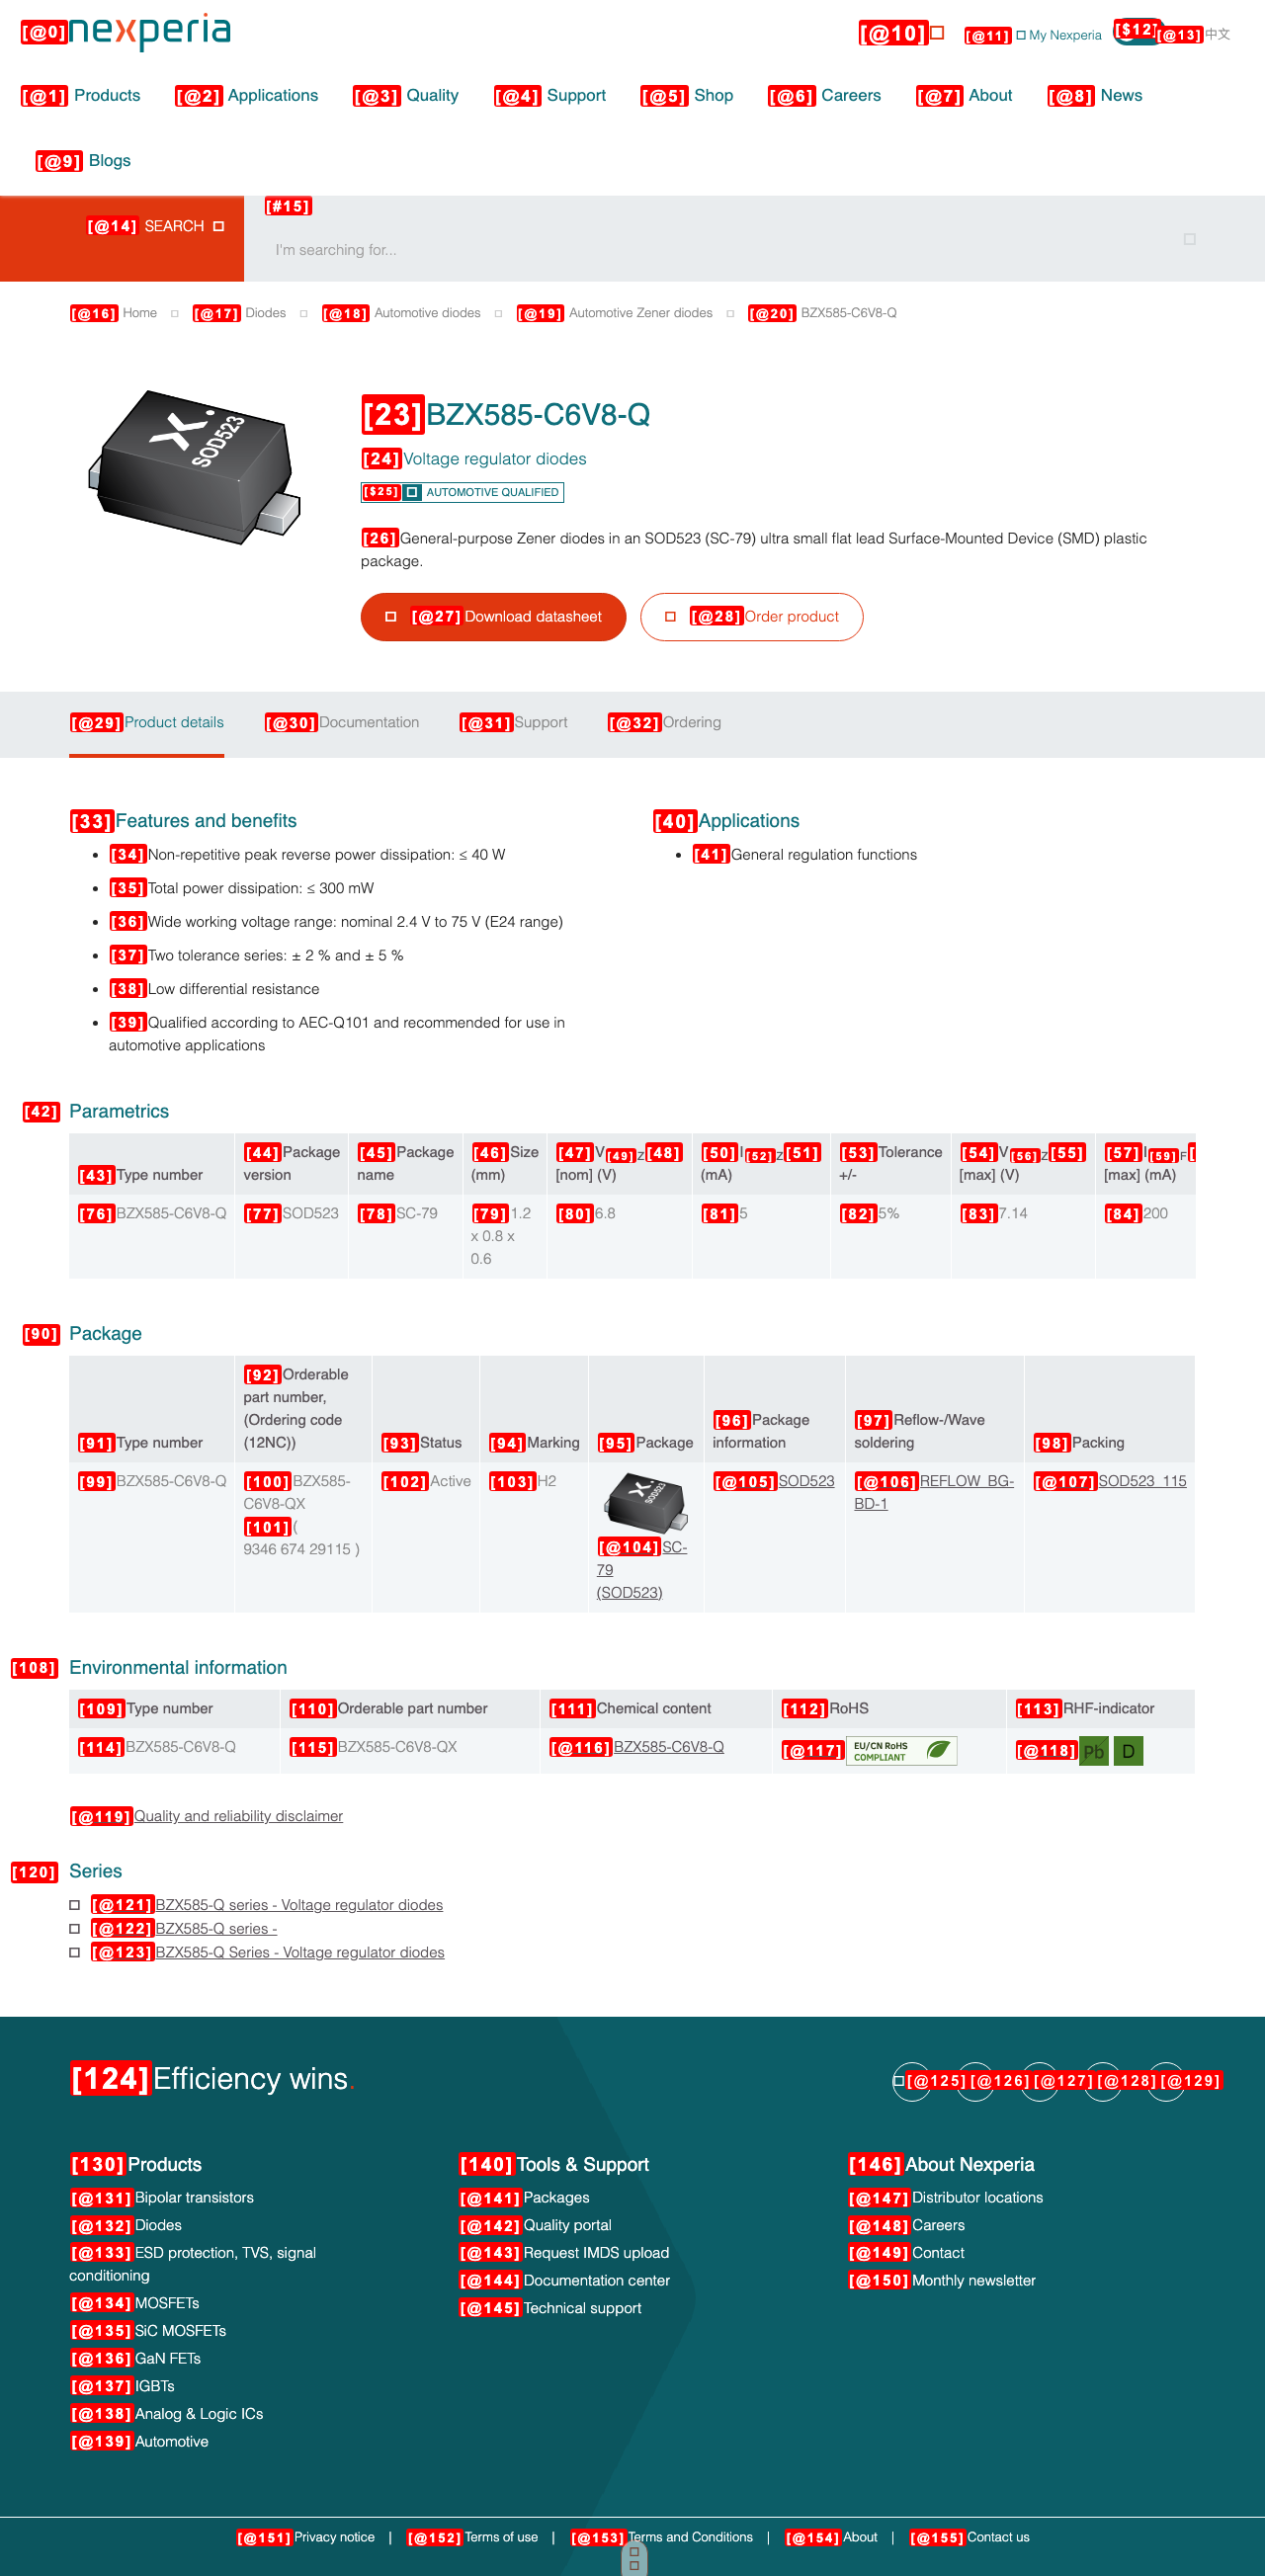 [@0] nexperia
[@10] [@11] My Nexperia [$12] [@13] 中文
[@1] Products [@2] Applications [@3] Quality [@4] Support [@5] Shop [@6] Careers [@7] About [@8] News
[@9] Blogs
[@14] SEARCH
[#15]
I'm searching for...
[@16] Home [@17] Diodes [@18] Automotive diodes [@19] Automotive Zener diodes [@20] BZX585-C6V8-Q
SOD523
[23] BZX585-C6V8-Q
[24] Voltage regulator diodes
[$25] AUTOMOTIVE QUALIFIED
[26] General-purpose Zener diodes in an SOD523 (SC-79) ultra small flat lead Surface-Mounted Device (SMD) plastic
package.
[@27] Download datasheet [@28] Order product
[@29] Product details [@30] Documentation [@31] Support [@32] Ordering
[33] Features and benefits
• [34] Non-repetitive peak reverse power dissipation: ≤ 40 W
• [35] Total power dissipation: ≤ 300 mW
• [36] Wide working voltage range: nominal 2.4 V to 75 V (E24 range)
• [37] Two tolerance series: ± 2 % and ± 5 %
• [38] Low differential resistance
• [39] Qualified according to AEC-Q101 and recommended for use in
automotive applications
[40] Applications
• [41] General regulation functions
[42] Parametrics
[43] Type number [44] Package version [45] Package name [46] Size (mm) [47] V [49] Z [48] [nom] (V) [50] I [52] Z [51] (mA) [53] Tolerance +/- [54] V [56] Z [55] [max] (V) [57] I [59] F [max] (mA)
[76] BZX585-C6V8-Q [77] SOD523 [78] SC-79 [79] 1.2 x 0.8 x 0.6 [80] 6.8 [81] 5 [82] 5% [83] 7.14 [84] 200
[90] Package
[91] Type number [92] Orderable part number, (Ordering code (12NC)) [93] Status [94] Marking [95] Package [96] Package information [97] Reflow-/Wave soldering [98] Packing
[99] BZX585-C6V8-Q [100] BZX585-C6V8-QX [101] ( 9346 674 29115 ) [102] Active [103] H2 SOD523 [@104] SC-79 (SOD523) [@105] SOD523 [@106] REFLOW_BG-BD-1 [@107] SOD523_115
[108] Environmental information
[109] Type number [110] Orderable part number [111] Chemical content [112] RoHS [113] RHF-indicator
[114] BZX585-C6V8-Q [115] BZX585-C6V8-QX [@116] BZX585-C6V8-Q [@117] EU/CN RoHS COMPLIANT [@118] Pb D
[@119] Quality and reliability disclaimer
[120] Series
[@121] BZX585-Q series - Voltage regulator diodes
[@122] BZX585-Q series -
[@123] BZX585-Q Series - Voltage regulator diodes
[124] Efficiency wins.
[@125] [@126] [@127] [@128] [@129]
[130] Products
[@131] Bipolar transistors
[@132] Diodes
[@133] ESD protection, TVS, signal
conditioning
[@134] MOSFETs
[@135] SiC MOSFETs
[@136] GaN FETs
[@137] IGBTs
[@138] Analog & Logic ICs
[@139] Automotive
[140] Tools & Support
[@141] Packages
[@142] Quality portal
[@143] Request IMDS upload
[@144] Documentation center
[@145] Technical support
[146] About Nexperia
[@147] Distributor locations
[@148] Careers
[@149] Contact
[@150] Monthly newsletter
[@151] Privacy notice | [@152] Terms of use | [@153] Terms and Conditions | [@154] About | [@155] Contact us